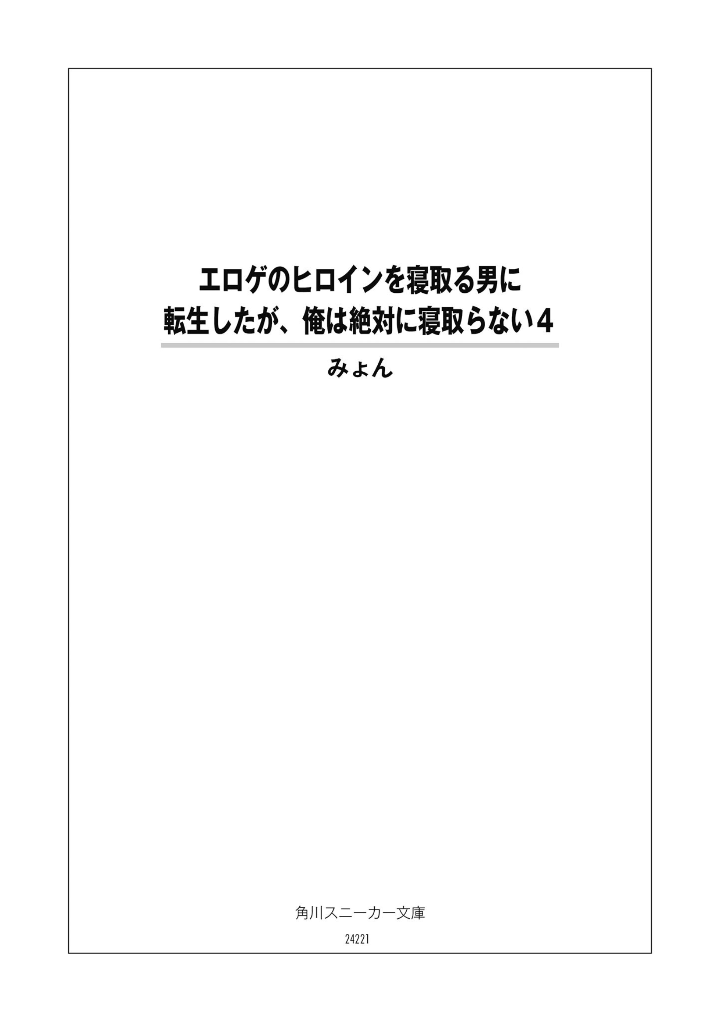 エロゲのヒロインを寝取る男に
転生したが、俺は絶対に寝取らない４
みょん
角川スニーカー文庫
24221